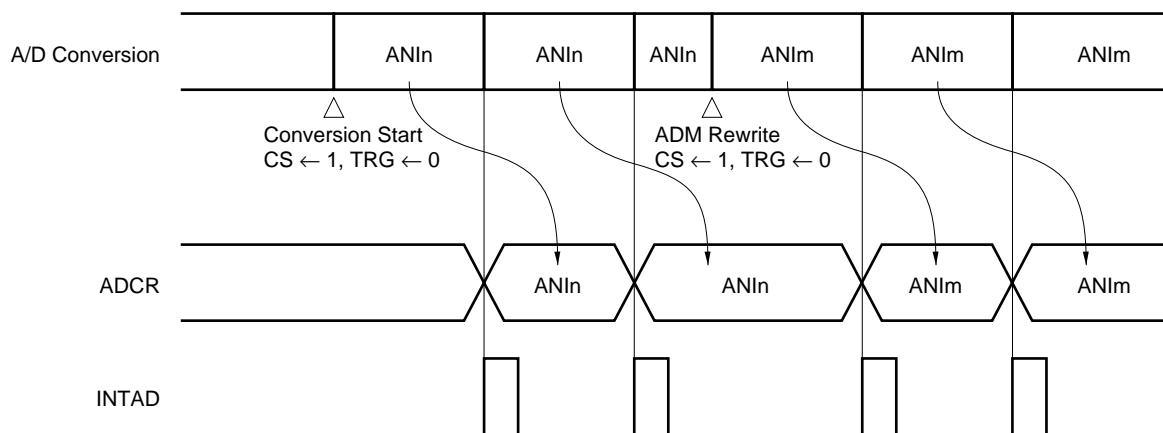 A/D Conversion ANIn ANIn ANIn ANIm ANIm ANIm
Conversion Start
CS ← 1, TRG ← 0
ADM Rewrite
CS ← 1, TRG ← 0
ADCR ANIn ANIn ANIm ANIm
INTAD